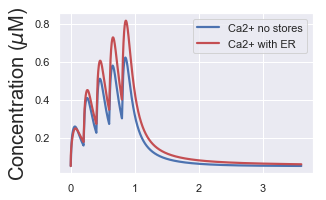 Concentration (μM)
0.8
0.6
0.4
0.2
0 1 2 3
Ca2+ no stores
Ca2+ with ER